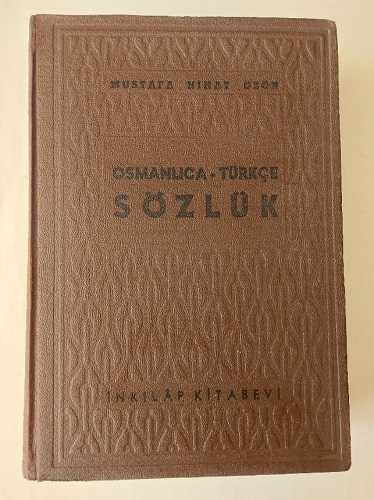 MUSTAFA NİHAT ÖZÖN
OSMANLICA - TÜRKÇE
SÖZLÜK
İNKILÂP KİTABEVİ